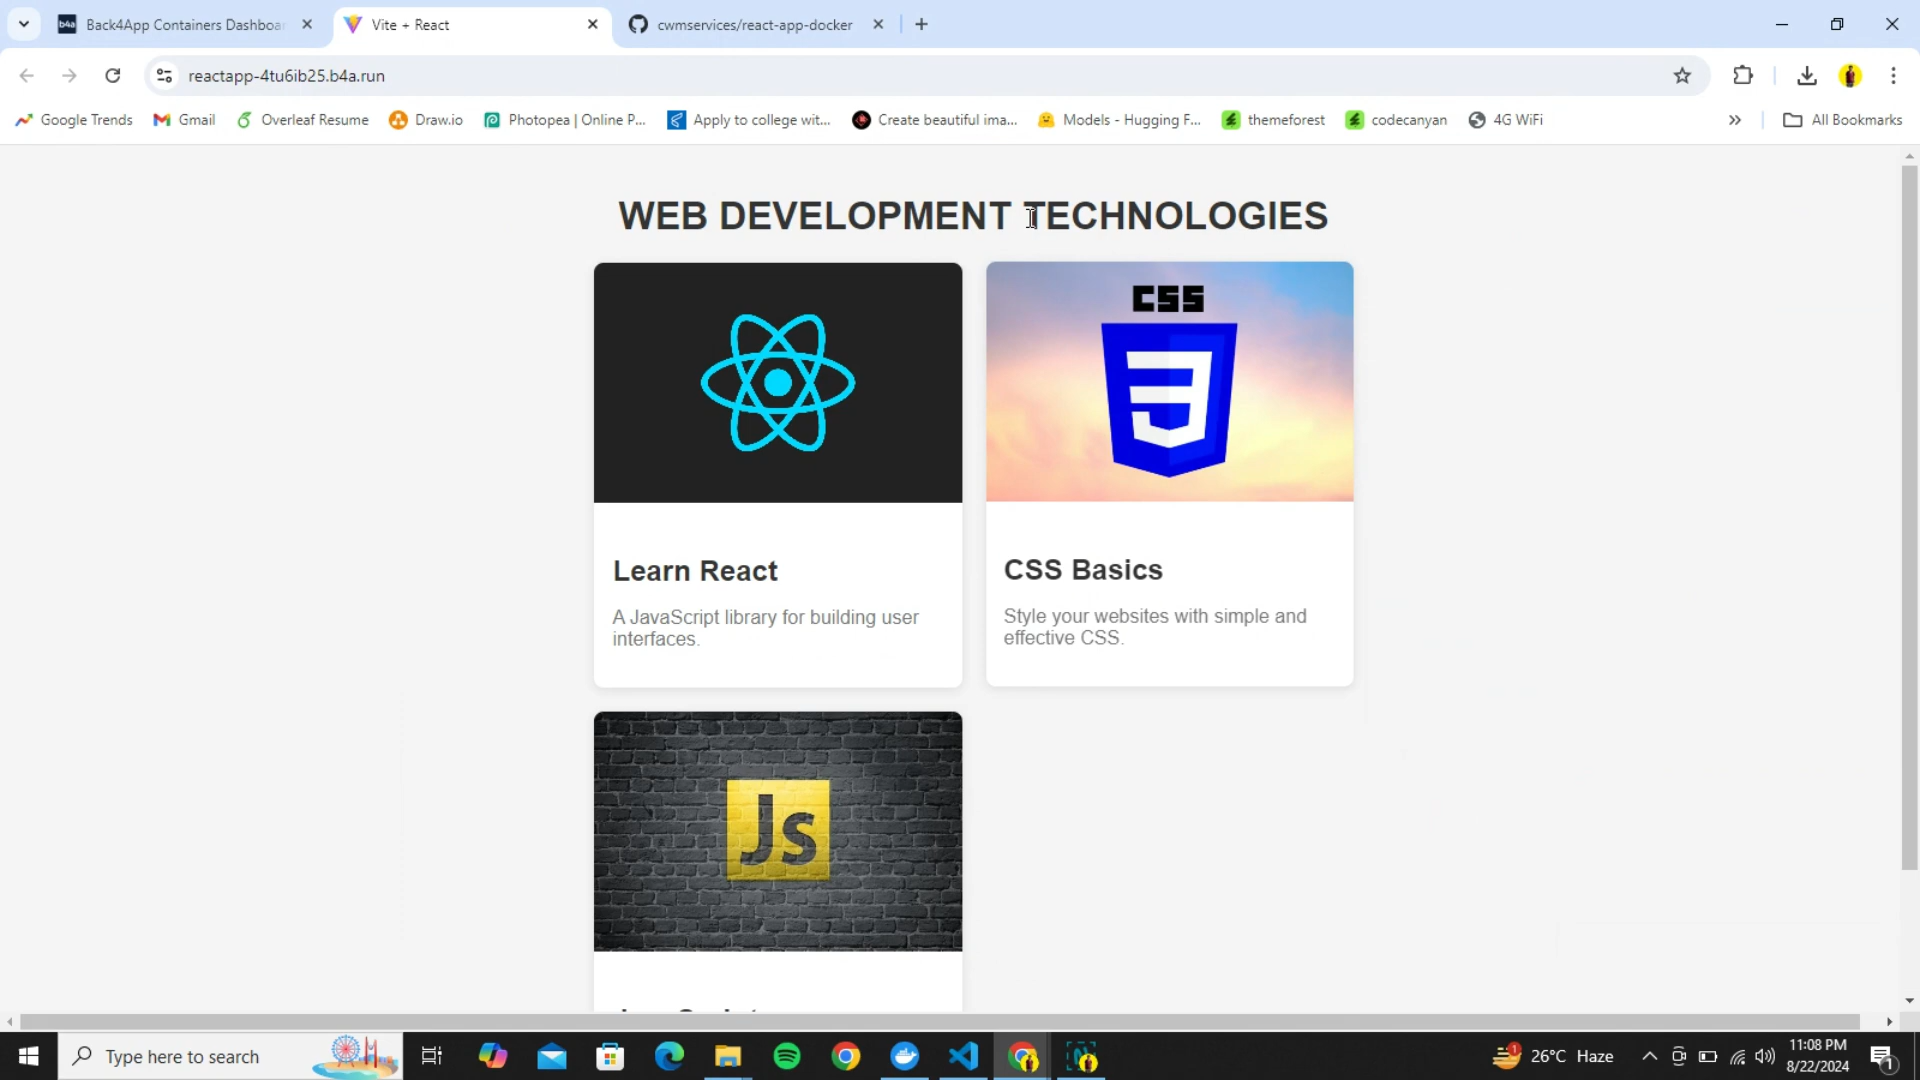 Back4App Containers Dashboar
Vite + React
cwmservices/react-app-docker
reactapp-4tu6ib25.b4a.run
Google Trends
Gmail
Overleaf Resume
Draw.io
Photopea | Online P...
Apply to college wit...
Create beautiful ima...
Models - Hugging F...
themeforest
codecanyan
4G WiFi
»
All Bookmarks
WEB DEVELOPMENT TECHNOLOGIES
CSS
Learn React
A JavaScript library for building user
interfaces.
CSS Basics
Style your websites with simple and
effective CSS.
Js
Type here to search
26°C Haze
11:08 PM
8/22/2024